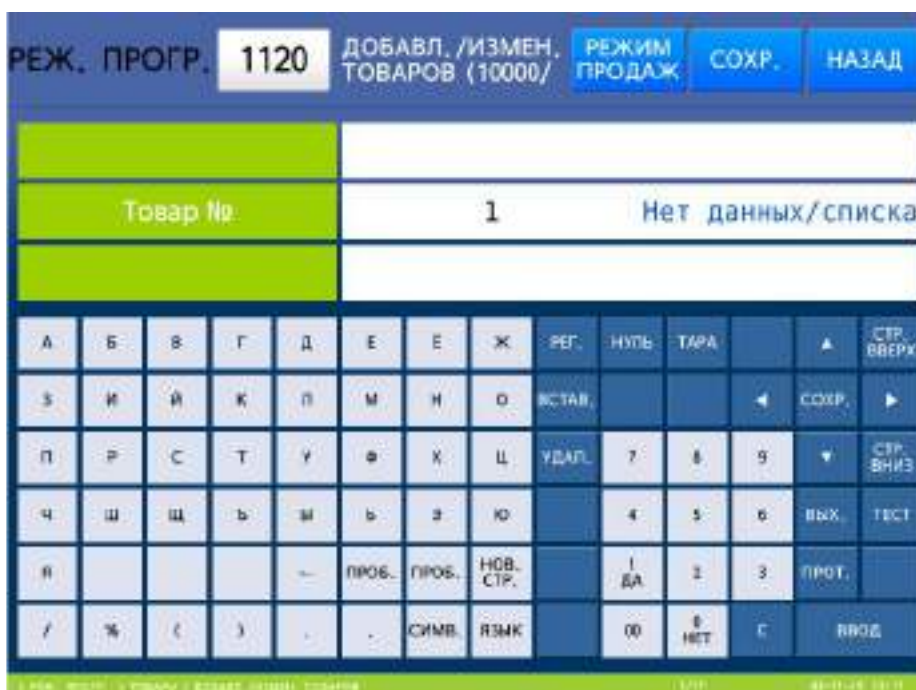 РЕЖ. ПРОГР. 1120 ДОБАВЛ./ИЗМЕН. РЕЖИМ СОХР. НАЗАД
ТОВАРОВ (10000/ ПРОДАЖ
Товар № 1 Нет данных/списка
А Б В Г Д Е Ё Ж РЕГ. НУЛЬ ТАРА ▲ СТР. ВВЕРХ
З И Й К Л М Н О ВСТАВ. ◄ СОХР. ►
П Р С Т У Ф Х Ц УДАЛ. 7 8 9 ▼ СТР. ВНИЗ
Ч Ш Щ Ъ Ы Ь Э Ю 4 5 6 ВЫХ. ТЕСТ
Я ← ПРОБ. ПРОБ. НОВ. СТР. ! ДА 2 3 ПРОТ.
/ % ( ) . СИМВ. ЯЗЫК 00 0 НЕТ С ВВОД